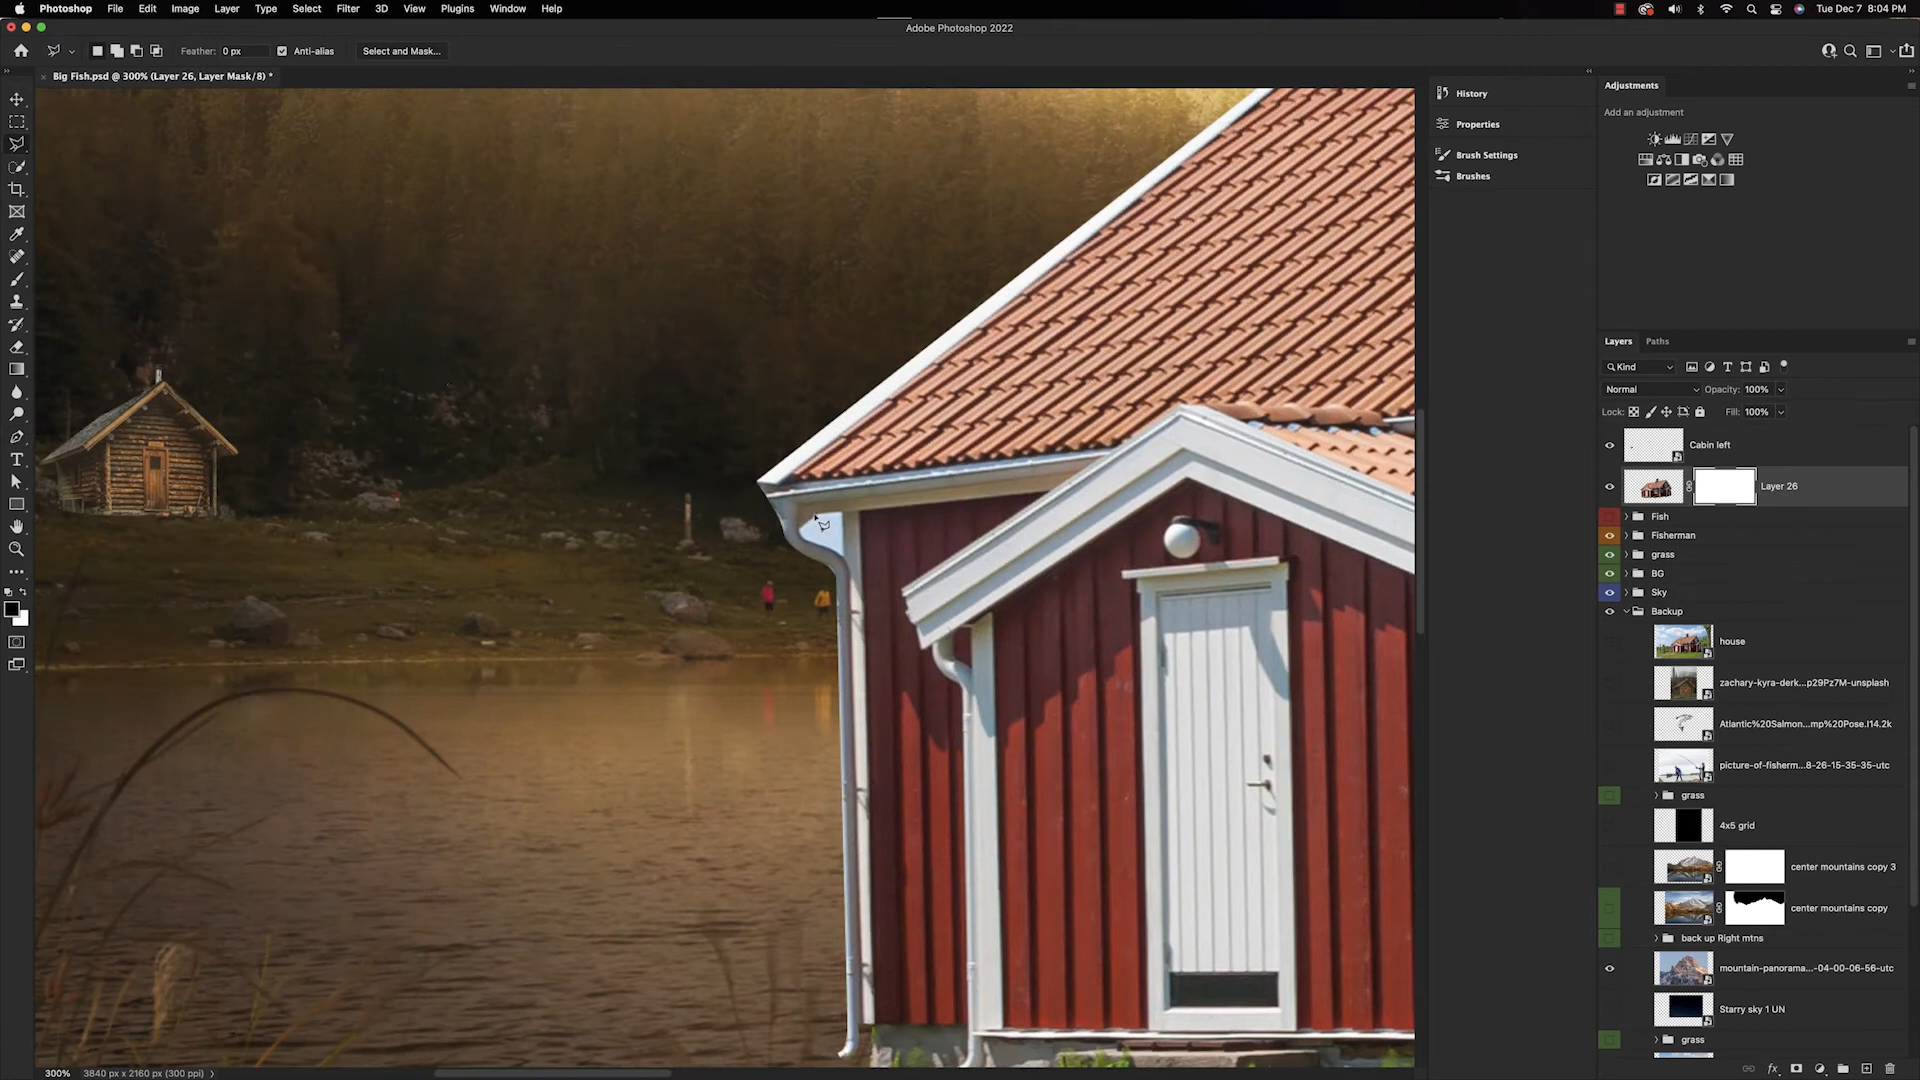 Photoshop File Edit Image Layer Type Select Filter 3D View Plugins Window Help Tue Dec 7 8:04 PM
Adobe Photoshop 2022
Feather: 0 px Anti-alias Select and Mask...
Big Fish.psd @ 300% (Layer 26, Layer Mask/8) *
History
Properties
Brush Settings
Brushes
Adjustments
Add an adjustment
Layers Paths
Kind
Normal Opacity: 100%
Lock: Fill: 100%
Cabin left
Layer 26
Fish
Fisherman
grass
BG
Sky
Backup
house
zachary-kyra-derk...p29Pz7M-unsplash
Atlantic%20Salmon...mp%20Pose.I14.2k
picture-of-fisherm...8-26-15-35-35-utc
grass
4x5 grid
center mountains copy 3
center mountains copy
back up Right mtns
mountain-panorama...-04-00-06-56-utc
Starry sky 1 UN
grass
fx
300% 3840 px x 2160 px (300 ppi)